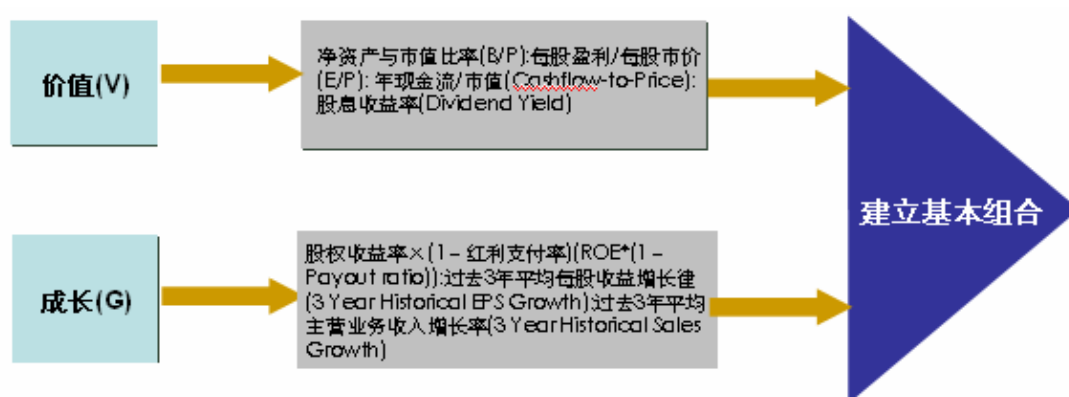 价值(V)
净资产与市值比率(B/P):每股盈利/每股市价
(E/P): 年现金流/市值(Cashflow-to-Price):
股息收益率(Dividend Yield)
建立基本组合
成长(G)
股权收益率×(1–红利支付率)(ROE*(1–
Payout ratio)):过去3年平均每股收益增长律
(3 Year Historical EPS Growth):过去3年平均
主营业务收入增长率(3 Year Historical Sales
Growth)